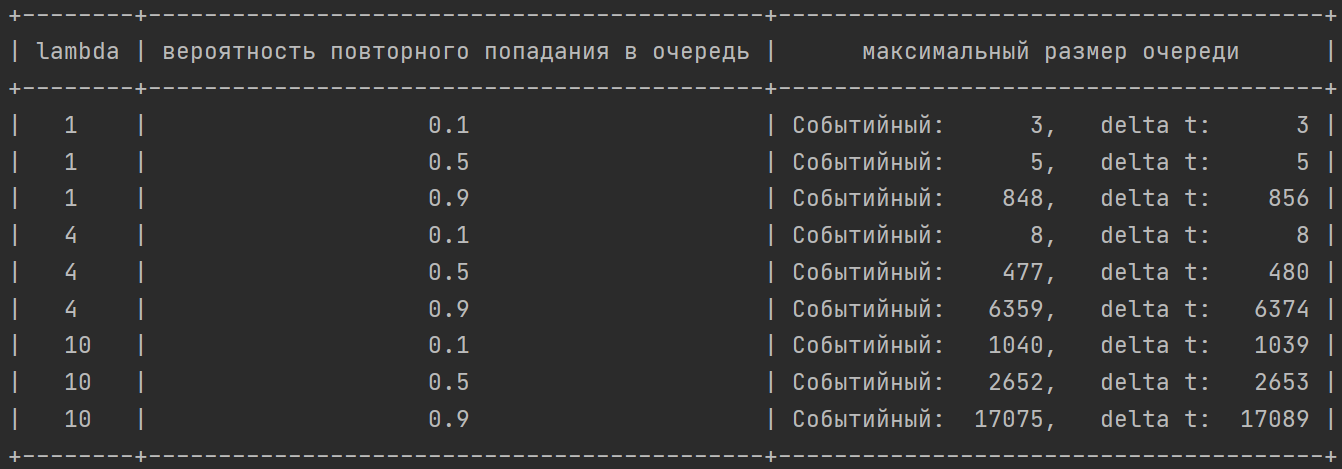 +--------+--------------------------------------------+---------------------------------------+
| lambda | вероятность повторного попадания в очередь |      максимальный размер очереди      |
+--------+--------------------------------------------+---------------------------------------+
|   1    |                    0.1                     | Событийный:      3,   delta t:      3 |
|   1    |                    0.5                     | Событийный:      5,   delta t:      5 |
|   1    |                    0.9                     | Событийный:    848,   delta t:    856 |
|   4    |                    0.1                     | Событийный:      8,   delta t:      8 |
|   4    |                    0.5                     | Событийный:    477,   delta t:    480 |
|   4    |                    0.9                     | Событийный:   6359,   delta t:   6374 |
|   10   |                    0.1                     | Событийный:   1040,   delta t:   1039 |
|   10   |                    0.5                     | Событийный:   2652,   delta t:   2653 |
|   10   |                    0.9                     | Событийный:  17075,   delta t:  17089 |
+--------+--------------------------------------------+---------------------------------------+